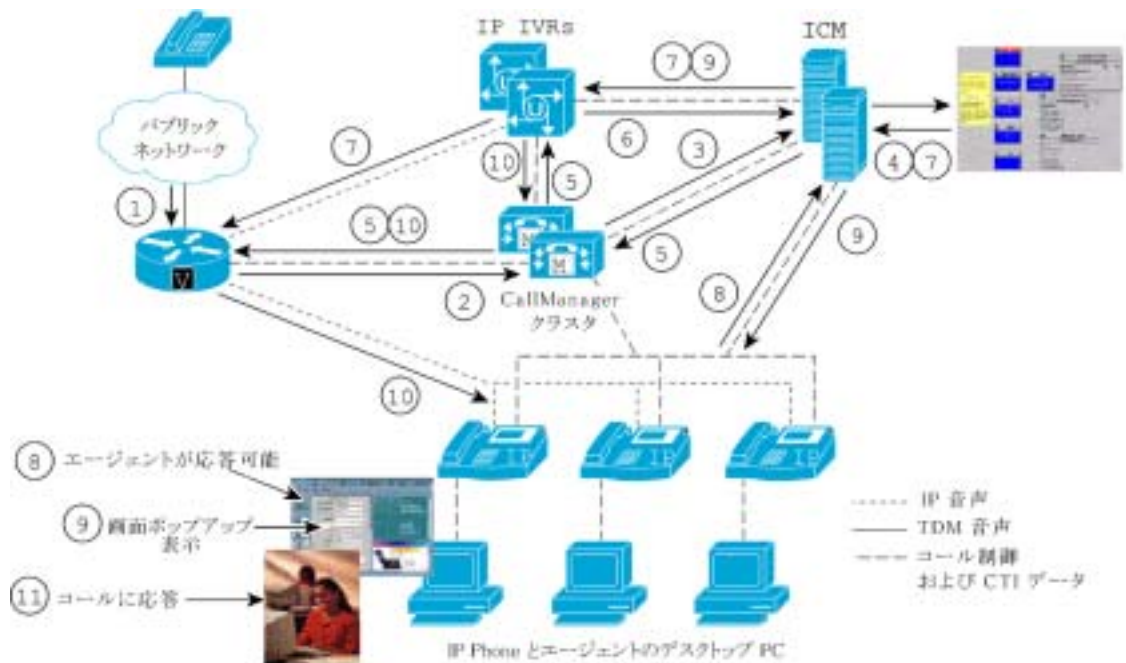 IP IVRs
ICM
パブリック
ネットワーク
7
9
7
6
3
4
7
10
5
1
5
10
5
9
V
M
M
2
8
CallManager
クラスタ
10
IP
IP
IP
8 エージェントが応答可能
9 画面ポップアップ
表示
11 コールに応答
IP 音声
TDM 音声
コール制御
および CTI データ
IP Phone とエージェントのデスクトップ PC